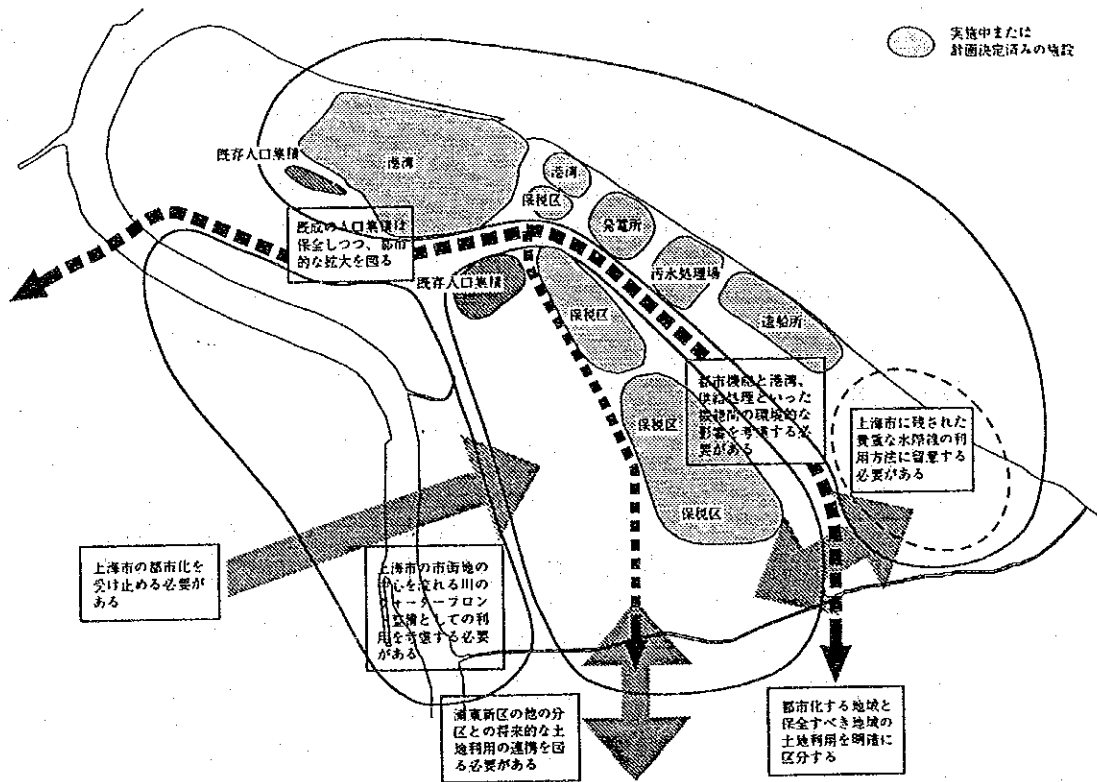 実施中または
計画決定済みの施設
既存人口集積
港湾
港湾
保税区
発電所
既成の人口集積は
保全しつつ、都市
的な拡大を図る
既存人口集積
汚水処理場
保税区
造船所
都市機能と港湾、
供給処理といった
機能間の環境的な
影響を考慮する必
要がある
保税区
上海市に残された
貴重な水際線の利
用方法に留意する
必要がある
保税区
上海市の都市化を
受け止める必要が
ある
上海市の市街地の
中心を流れる川の
ウォーターフロン
としての利
用を考慮する必要
がある
浦東新区の他の分
区との将来的な土
地利用の連携を図
る必要がある
都市化する地域と
保全すべき地域の
土地利用を明確に
区分する